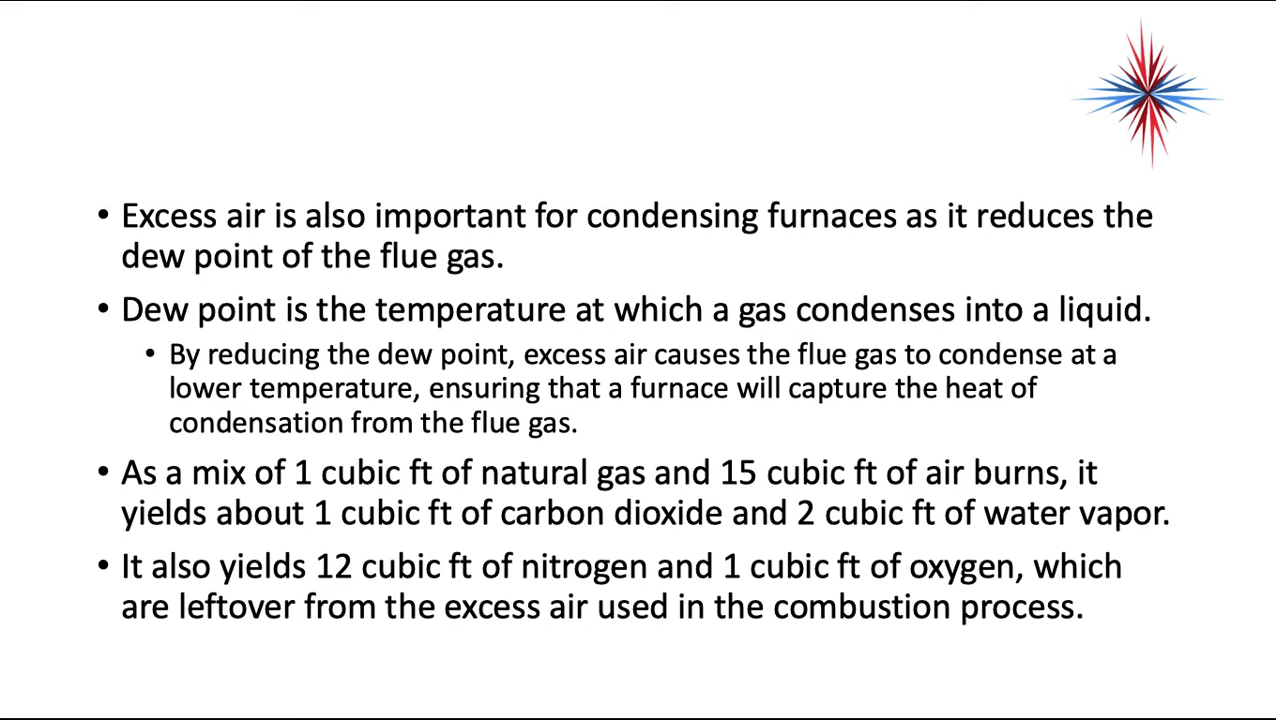 • Excess air is also important for condensing furnaces as it reduces the
dew point of the flue gas.
• Dew point is the temperature at which a gas condenses into a liquid.
• By reducing the dew point, excess air causes the flue gas to condense at a
lower temperature, ensuring that a furnace will capture the heat of
condensation from the flue gas.
• As a mix of 1 cubic ft of natural gas and 15 cubic ft of air burns, it
yields about 1 cubic ft of carbon dioxide and 2 cubic ft of water vapor.
• It also yields 12 cubic ft of nitrogen and 1 cubic ft of oxygen, which
are leftover from the excess air used in the combustion process.